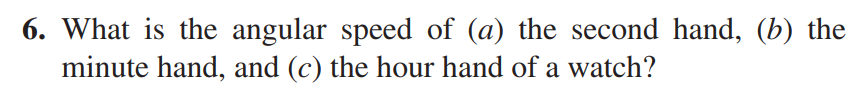 6. What is the angular speed of (a) the second hand, (b) the
minute hand, and (c) the hour hand of a watch?